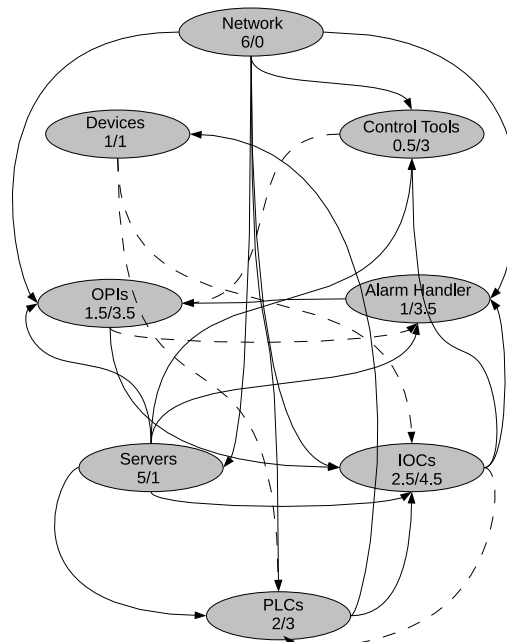 Network
6/0
Devices
1/1
Control Tools
0.5/3
OPIs
1.5/3.5
Alarm Handler
1/3.5
Servers
5/1
IOCs
2.5/4.5
PLCs
2/3